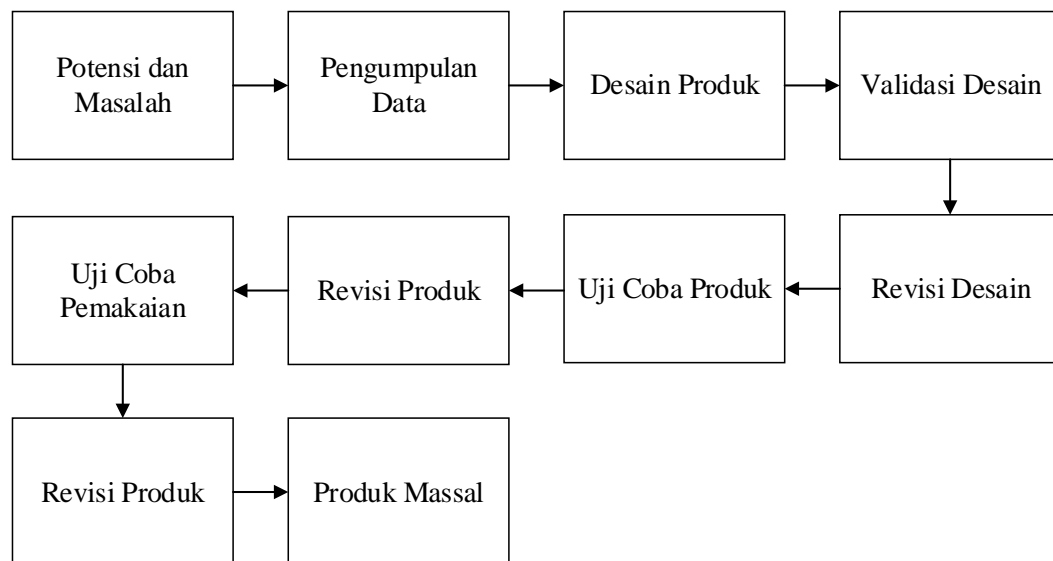 Potensi dan
Masalah
Pengumpulan
Data
Desain Produk
Validasi Desain
Revisi Desain
Uji Coba Produk
Revisi Produk
Uji Coba
Pemakaian
Revisi Produk
Produk Massal